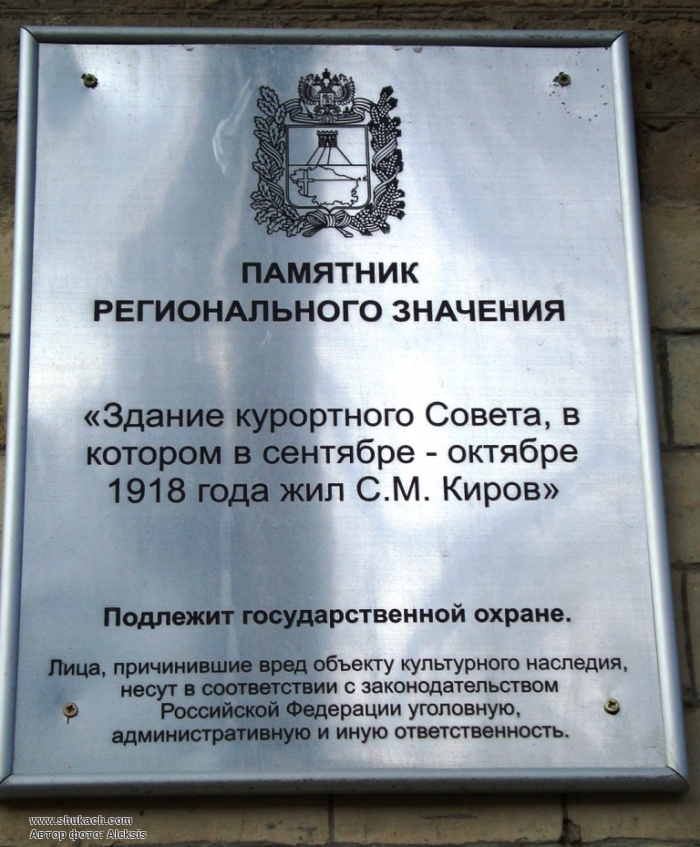 ПАМЯТНИК
РЕГИОНАЛЬНОГО ЗНАЧЕНИЯ
«Здание курортного Совета, в
котором в сентябре - октябре
1918 года жил С.М. Киров»
Подлежит государственной охране.
Лица, причинившие вред объекту культурного наследия,
несут в соответствии с законодательством
Российской Федерации уголовную,
административную и иную ответственность.
www.shukach.com
Автор фото: Aleksis